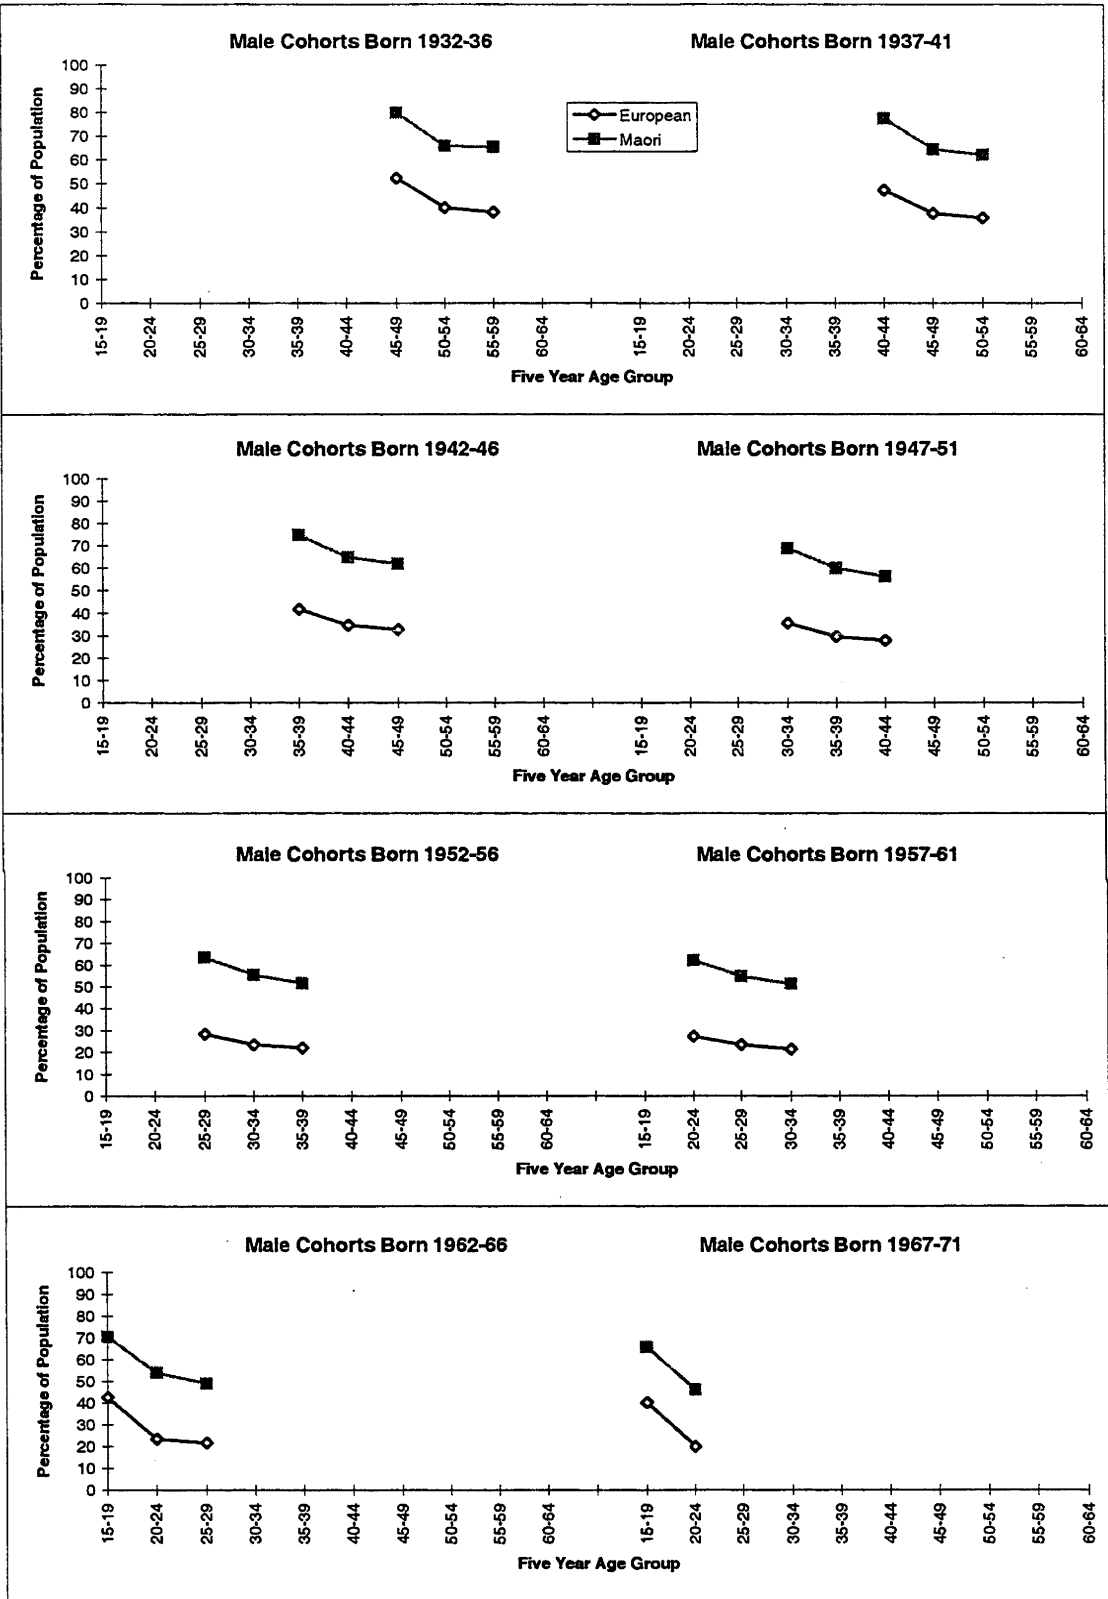 Male Cohorts Born 1932-36 Male Cohorts Born 1937-41
Percentage of Population
100
90
80
70
60
50
40
30
20
10
0
European
Maori
15-19 20-24 25-29 30-34 35-39 40-44 45-49 50-54 55-59 60-64 15-19 20-24 25-29 30-34 35-39 40-44 45-49 50-54 55-59 60-64
Five Year Age Group
Male Cohorts Born 1942-46 Male Cohorts Born 1947-51
Percentage of Population
100
90
80
70
60
50
40
30
20
10
0
15-19 20-24 25-29 30-34 35-39 40-44 45-49 50-54 55-59 60-64 15-19 20-24 25-29 30-34 35-39 40-44 45-49 50-54 55-59 60-64
Five Year Age Group
Male Cohorts Born 1952-56 Male Cohorts Born 1957-61
Percentage of Population
100
90
80
70
60
50
40
30
20
10
0
15-19 20-24 25-29 30-34 35-39 40-44 45-49 50-54 55-59 60-64 15-19 20-24 25-29 30-34 35-39 40-44 45-49 50-54 55-59 60-64
Five Year Age Group
Male Cohorts Born 1962-66 Male Cohorts Born 1967-71
Percentage of Population
100
90
80
70
60
50
40
30
20
10
0
15-19 20-24 25-29 30-34 35-39 40-44 45-49 50-54 55-59 60-64 15-19 20-24 25-29 30-34 35-39 40-44 45-49 50-54 55-59 60-64
Five Year Age Group